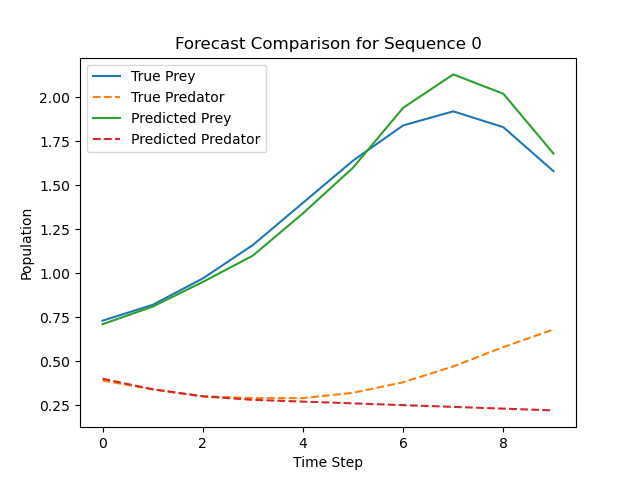 Forecast Comparison for Sequence 0
True Prey
True Predator
Predicted Prey
Predicted Predator
2.00
1.75
1.50
1.25
1.00
0.75
0.50
0.25
Population
0 2 4 6 8
Time Step